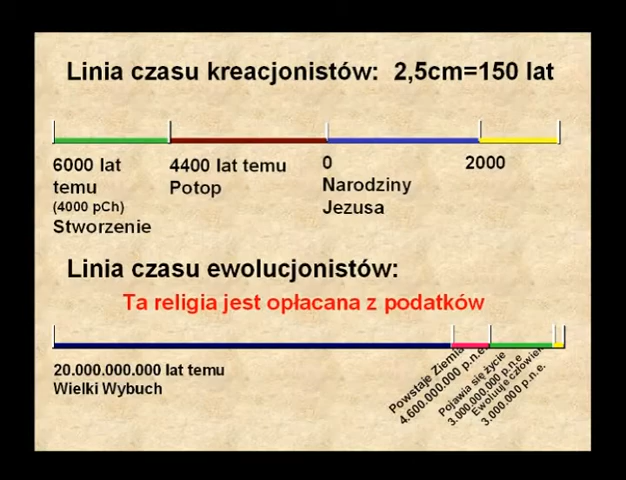 Linia czasu kreacjonistów:  2,5cm=150 lat
6000 lat
temu
(4000 pCh)
Stworzenie
4400 lat temu
Potop
0
Narodziny
Jezusa
2000
Linia czasu ewolucjonistów:
Ta religia jest opłacana z podatków
20.000.000.000 lat temu
Wielki Wybuch
Powstaje Ziemia
4.600.000.000 p.n.e.
Pojawia się życie
3.000.000.000 p.n.e
Ewoluuje człowiek
3.000.000 p.n.e.